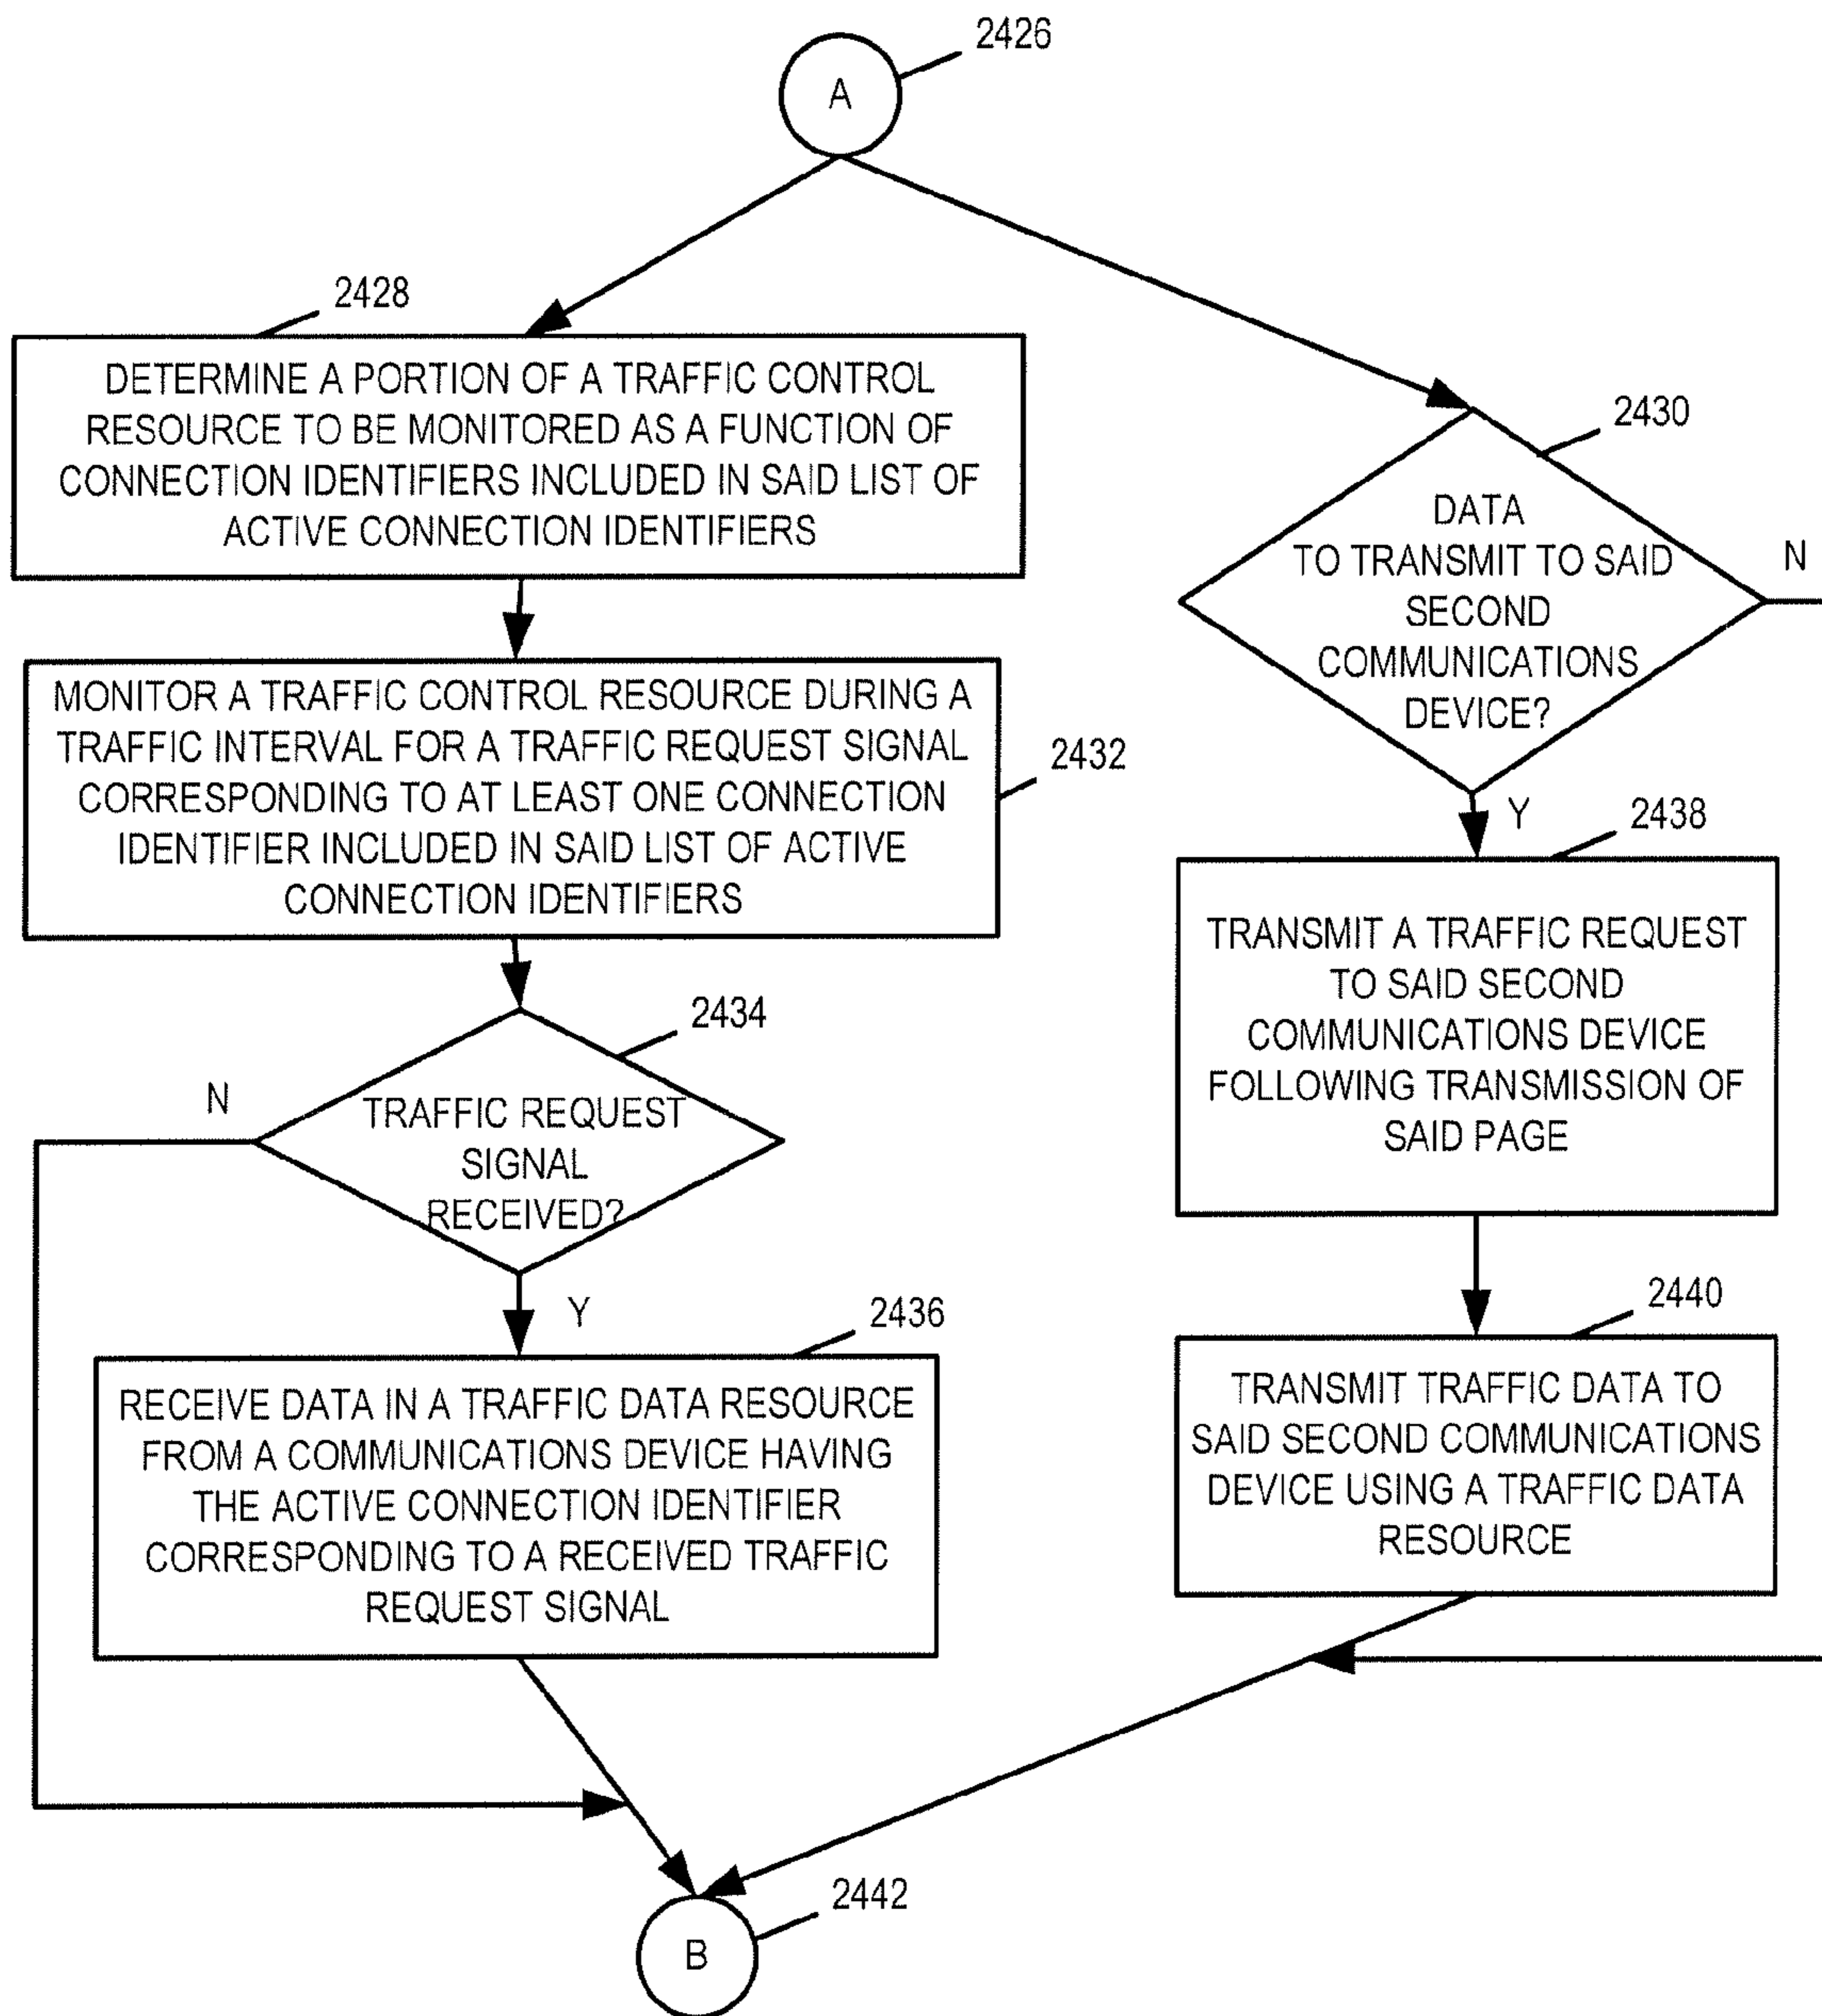 2426
A
2428
DETERMINE A PORTION OF A TRAFFIC CONTROL
RESOURCE TO BE MONITORED AS A FUNCTION OF
CONNECTION IDENTIFIERS INCLUDED IN SAID LIST OF
ACTIVE CONNECTION IDENTIFIERS
2430
DATA
TO TRANSMIT TO SAID
SECOND
COMMUNICATIONS
DEVICE?
N
Y
MONITOR A TRAFFIC CONTROL RESOURCE DURING A
TRAFFIC INTERVAL FOR A TRAFFIC REQUEST SIGNAL
CORRESPONDING TO AT LEAST ONE CONNECTION
IDENTIFIER INCLUDED IN SAID LIST OF ACTIVE
CONNECTION IDENTIFIERS
2432
2434
TRAFFIC REQUEST
SIGNAL
RECEIVED?
N
Y
2438
TRANSMIT A TRAFFIC REQUEST
TO SAID SECOND
COMMUNICATIONS DEVICE
FOLLOWING TRANSMISSION OF
SAID PAGE
2436
RECEIVE DATA IN A TRAFFIC DATA RESOURCE
FROM A COMMUNICATIONS DEVICE HAVING
THE ACTIVE CONNECTION IDENTIFIER
CORRESPONDING TO A RECEIVED TRAFFIC
REQUEST SIGNAL
2440
TRANSMIT TRAFFIC DATA TO
SAID SECOND COMMUNICATIONS
DEVICE USING A TRAFFIC DATA
RESOURCE
2442
B